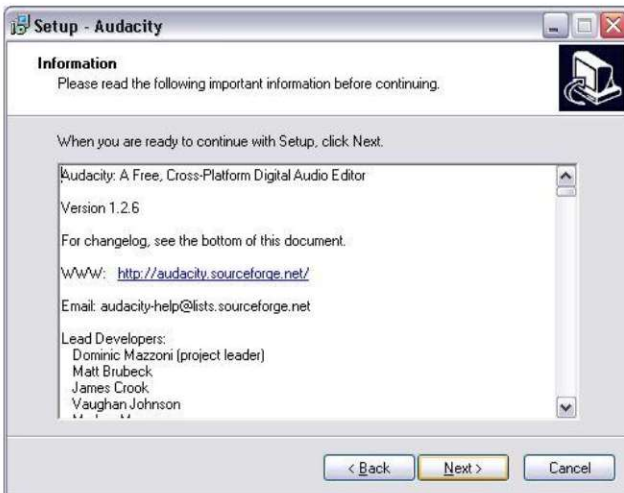 Setup - Audacity
Information
Please read the following important information before continuing.
When you are ready to continue with Setup, click Next.
Audacity: A Free, Cross-Platform Digital Audio Editor
Version 1.2.6
For changelog, see the bottom of this document.
WWW: http://audacity.sourceforge.net/
Email: audacity-help@lists.sourceforge.net
Lead Developers:
Dominic Mazzoni (project leader)
Matt Brubeck
James Crook
Vaughan Johnson
< Back Next > Cancel